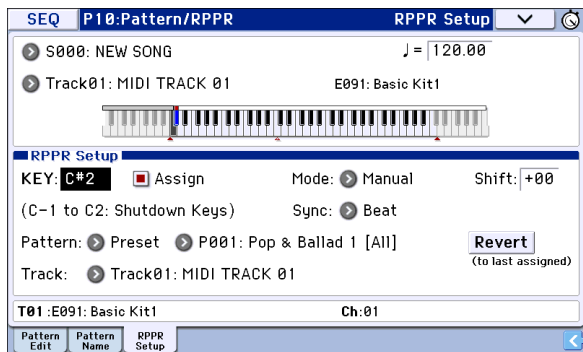 SEQ P10:Pattern/RPPR RPPR Setup
S000: NEW SONG ♩= 120.00
Track01: MIDI TRACK 01 E091: Basic Kit1
RPPR Setup
KEY: C#2 Assign Mode: Manual Shift: +00
(C-1 to C2: Shutdown Keys) Sync: Beat
Pattern: Preset P001: Pop & Ballad 1 [All] Revert
(to last assigned)
Track: Track01: MIDI TRACK 01
T01 :E091: Basic Kit1 Ch:01
Pattern Edit Pattern Name RPPR Setup